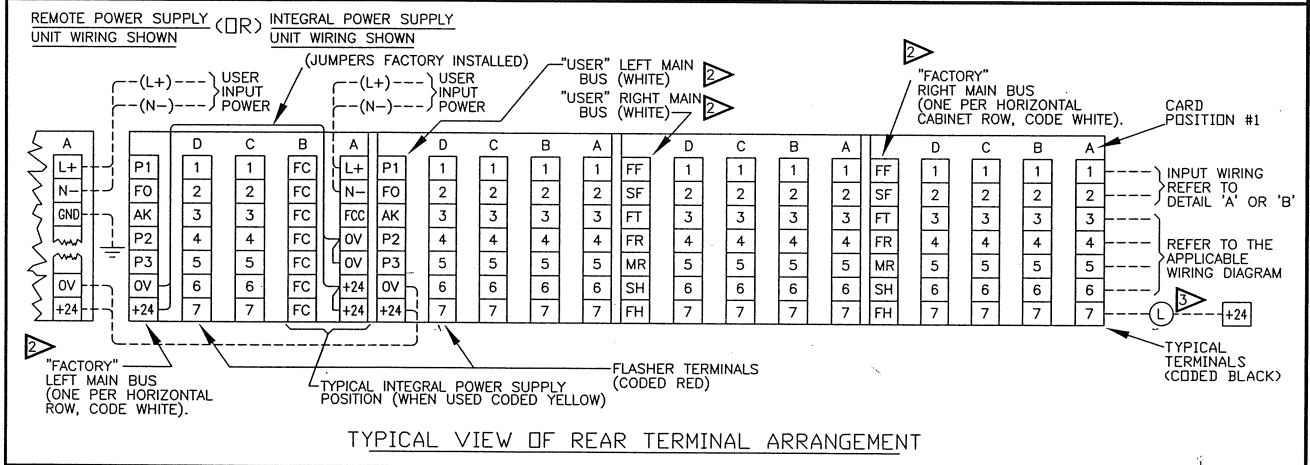 REMOTE POWER SUPPLY (OR) INTEGRAL POWER SUPPLY
UNIT WIRING SHOWN UNIT WIRING SHOWN
(JUMPERS FACTORY INSTALLED)
(L+) USER
INPUT
(N-) POWER
(L+) USER
INPUT
(N-) POWER
"USER" LEFT MAIN
BUS (WHITE) 2
"USER" RIGHT MAIN
BUS (WHITE) 2
2
"FACTORY"
RIGHT MAIN BUS
(ONE PER HORIZONTAL
CABINET ROW, CODE WHITE).
CARD
POSITION #1
A D C B A D C B A D C B A D C B A
L+ P1 1 1 FC L+ P1 1 1 1 1 FF 1 1 1 1 FF 1 1 1 1
N- FO 2 2 FC N- FO 2 2 2 2 SF 2 2 2 2 SF 2 2 2 2
GND AK 3 3 FC FCC AK 3 3 3 3 FT 3 3 3 3 FT 3 3 3 3
P2 4 4 FC 0V P2 4 4 4 4 FR 4 4 4 4 FR 4 4 4 4
P3 5 5 FC 0V P3 5 5 5 5 MR 5 5 5 5 MR 5 5 5 5
0V 0V 6 6 FC +24 0V 6 6 6 6 SH 6 6 6 6 SH 6 6 6 6
+24 +24 7 7 FC +24 +24 7 7 7 7 FH 7 7 7 7 FH 7 7 7 7
INPUT WIRING
REFER TO
DETAIL 'A' OR 'B'
REFER TO THE
APPLICABLE
WIRING DIAGRAM
L 3 +24
2
"FACTORY"
LEFT MAIN BUS
(ONE PER HORIZONTAL
ROW, CODE WHITE).
TYPICAL INTEGRAL POWER SUPPLY
POSITION (WHEN USED CODED YELLOW)
FLASHER TERMINALS
(CODED RED)
TYPICAL
TERMINALS
(CODED BLACK)
TYPICAL VIEW OF REAR TERMINAL ARRANGEMENT